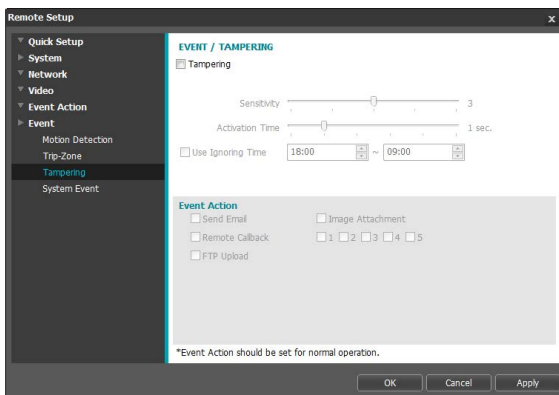 Remote Setup x
Quick Setup
System
Network
Video
Event Action
Event
Motion Detection
Trip-Zone
Tampering
System Event
EVENT / TAMPERING
Tampering
Sensitivity 3
Activation Time 1 sec.
Use Ignoring Time 18:00 ~ 09:00
Event Action
Send Email Image Attachment
Remote Callback 1 2 3 4 5
FTP Upload
*Event Action should be set for normal operation.
OK Cancel Apply